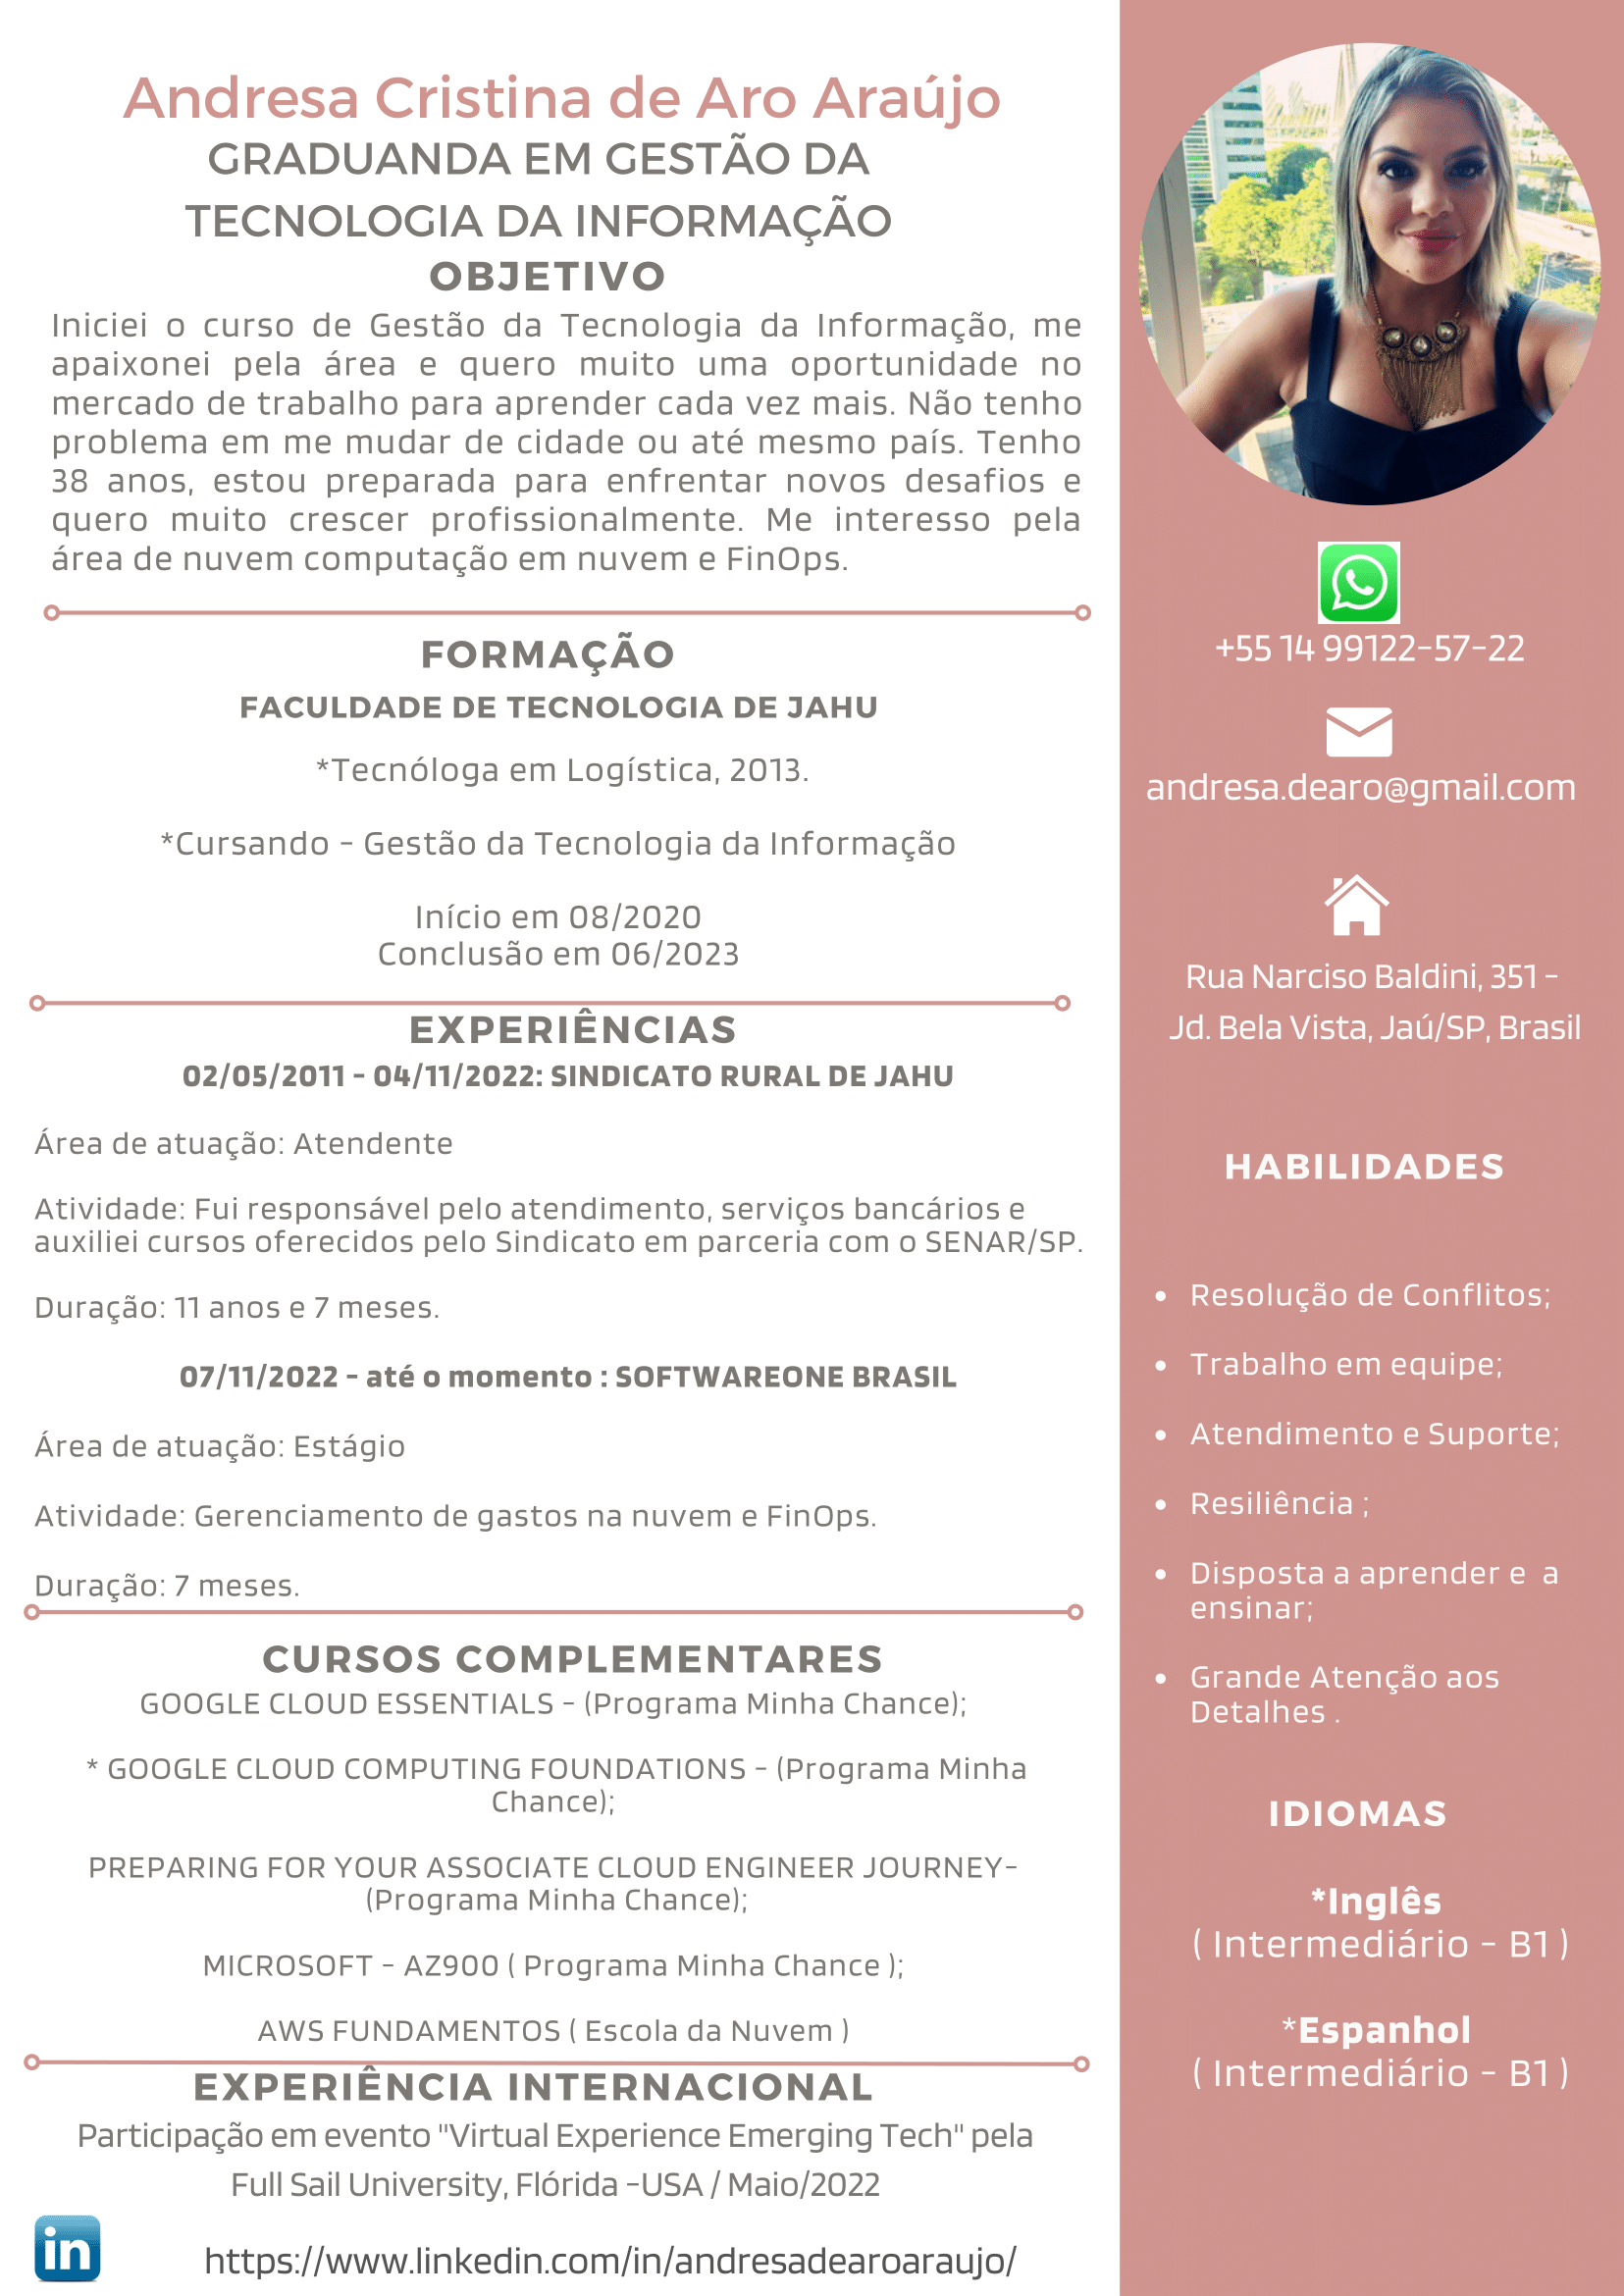 Andresa Cristina de Aro Araújo
GRADUANDA EM GESTÃO DA
TECNOLOGIA DA INFORMAÇÃO
OBJETIVO
Iniciei o curso de Gestão da Tecnologia da Informação, me
apaixonei pela área e quero muito uma oportunidade no
mercado de trabalho para aprender cada vez mais. Não tenho
problema em me mudar de cidade ou até mesmo país. Tenho
38 anos, estou preparada para enfrentar novos desafios e
quero muito crescer profissionalmente. Me interesso pela
área de nuvem computação em nuvem e FinOps.
FORMAÇÃO
FACULDADE DE TECNOLOGIA DE JAHU
*Tecnóloga em Logística, 2013.
*Cursando - Gestão da Tecnologia da Informação
Início em 08/2020
Conclusão em 06/2023
EXPERIÊNCIAS
02/05/2011 - 04/11/2022: SINDICATO RURAL DE JAHU
Área de atuação: Atendente
Atividade: Fui responsável pelo atendimento, serviços bancários e
auxiliei cursos oferecidos pelo Sindicato em parceria com o SENAR/SP.
Duração: 11 anos e 7 meses.
07/11/2022 - até o momento : SOFTWAREONE BRASIL
Área de atuação: Estágio
Atividade: Gerenciamento de gastos na nuvem e FinOps.
Duração: 7 meses.
CURSOS COMPLEMENTARES
GOOGLE CLOUD ESSENTIALS - (Programa Minha Chance);
* GOOGLE CLOUD COMPUTING FOUNDATIONS - (Programa Minha
Chance);
PREPARING FOR YOUR ASSOCIATE CLOUD ENGINEER JOURNEY-
(Programa Minha Chance);
MICROSOFT - AZ900 ( Programa Minha Chance );
AWS FUNDAMENTOS ( Escola da Nuvem )
EXPERIÊNCIA INTERNACIONAL
Participação em evento "Virtual Experience Emerging Tech" pela
Full Sail University, Flórida -USA / Maio/2022
in
https://www.linkedin.com/in/andresadearoaraujo/
+55 14 99122-57-22
andresa.dearo@gmail.com
Rua Narciso Baldini, 351 -
Jd. Bela Vista, Jaú/SP, Brasil
HABILIDADES
• Resolução de Conflitos;
• Trabalho em equipe;
• Atendimento e Suporte;
• Resiliência ;
• Disposta a aprender e a
ensinar;
• Grande Atenção aos
Detalhes .
IDIOMAS
*Inglês
( Intermediário - B1 )
*Espanhol
( Intermediário - B1 )